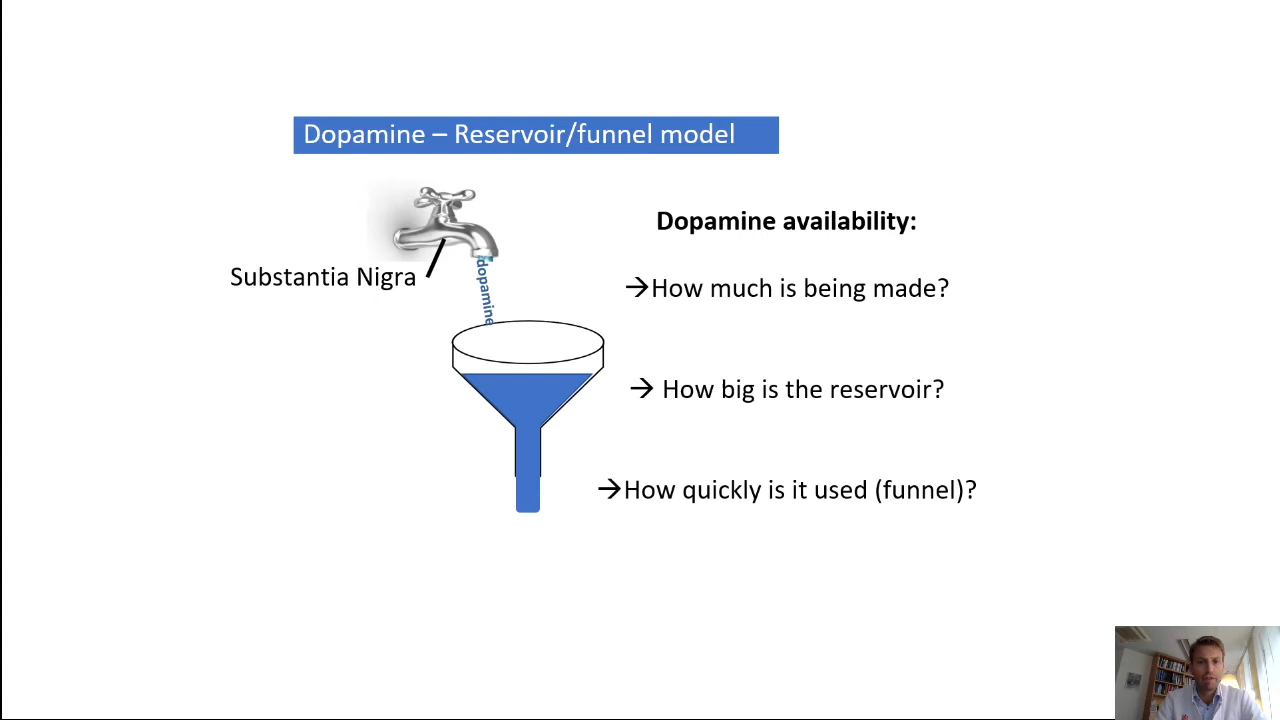 Dopamine – Reservoir/funnel model
Dopamine availability:
Substantia Nigra
dopamine
→How much is being made?
→ How big is the reservoir?
→How quickly is it used (funnel)?